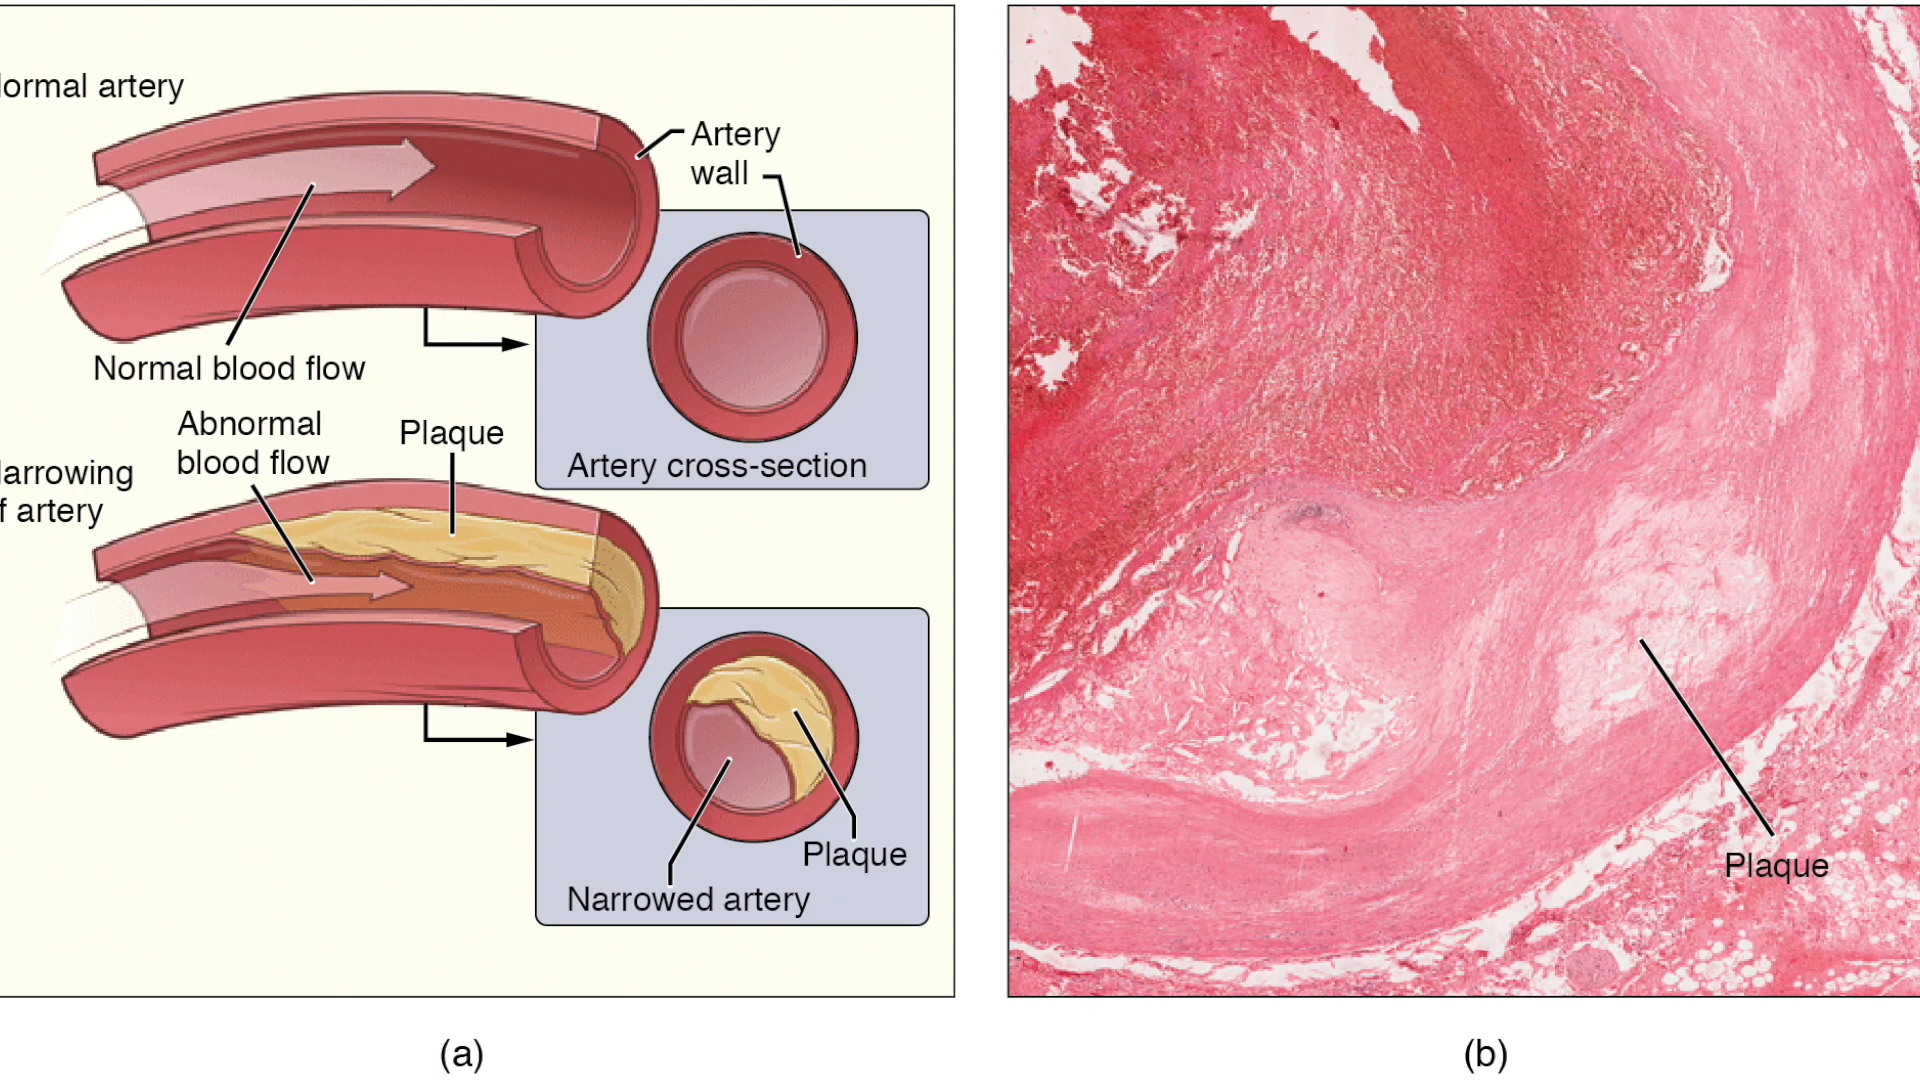 ormal artery
Artery
wall
Normal blood flow
Artery cross-section
Abnormal
blood flow
Plaque
arrowing
f artery
Plaque
Narrowed artery
Plaque
(a)
(b)